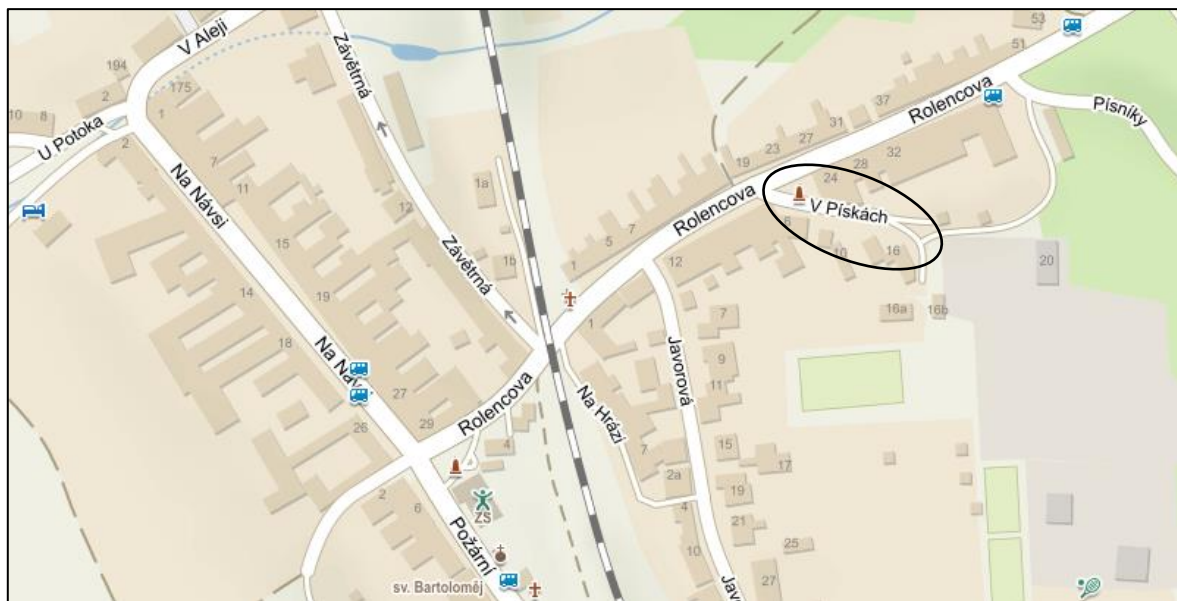 53
51
194
V Aleji
Závětrná
2
175
37
Rolencova
Písníky
10
8
1
31
U Potoka
2
27
32
7
23
28
Na Návsi
19
24
11
1a
12
Rolencova
V Pískách
6
15
7
5
10
16
Závětrná
1b
12
1
20
14
19
16a
16b
1
7
18
Javorová
9
Na Náv
27
Na Hrázi
11
Rolencova
29
26
4
7
15
2a
17
2
6
19
ZŠ
4
21
Požární
10
25
sv. Bartoloměj
Javo
27